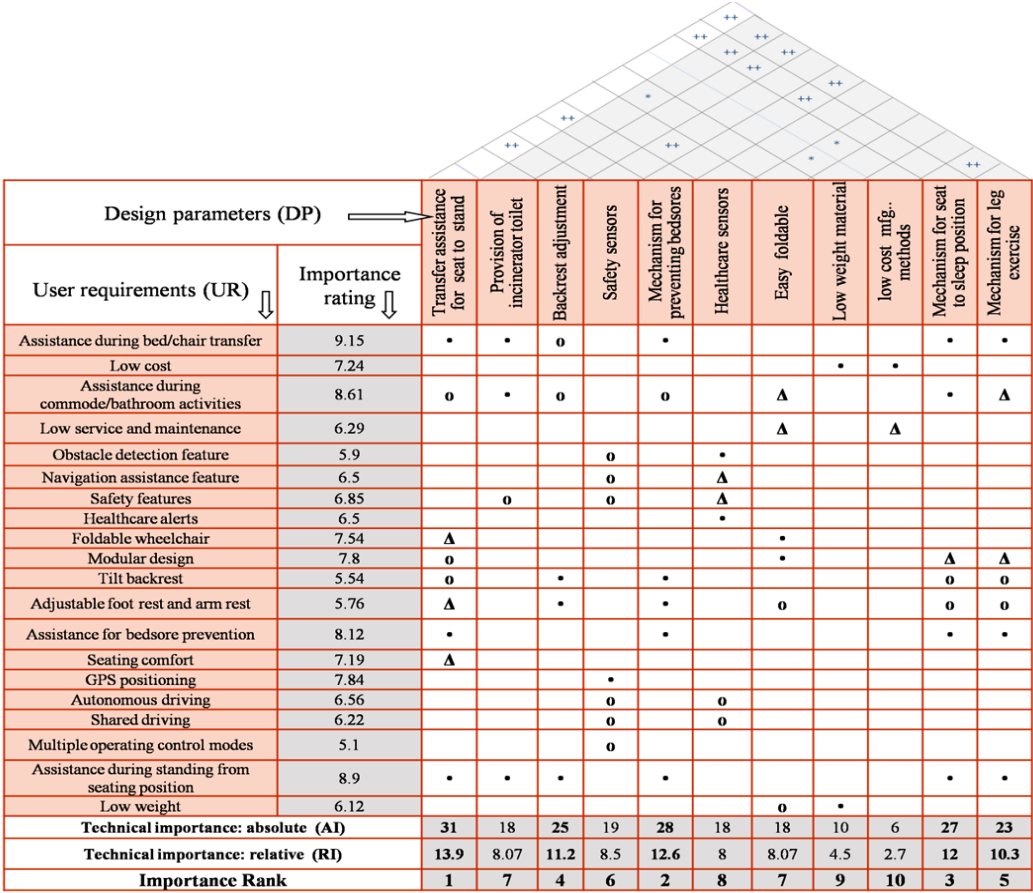 ++
++ ++
++ ++ ++
++
++
* ++
++
++ ++ *
* ++
Design parameters (DP)
Transfer assistance
for seat to stand
Provision of
incinerator toilet
Backrest adjustment
Safety sensors
Mechanism for
preventing bedsores
Healthcare sensors
Easy foldable
Low weight material
low cost mfg..
methods
Mechanism for seat
to sleep position
Mechanism for leg
exercise
User requirements (UR)
Importance
rating
Assistance during bed/chair transfer 9.15 • • o • • •
Low cost 7.24 • •
Assistance during
commode/bathroom activities 8.61 o • o o Δ • Δ
Low service and maintenance 6.29 Δ Δ
Obstacle detection feature 5.9 o •
Navigation assistance feature 6.5 o Δ
Safety features 6.85 o o Δ
Healthcare alerts 6.5 •
Foldable wheelchair 7.54 Δ •
Modular design 7.8 o • Δ Δ
Tilt backrest 5.54 o • • o o
Adjustable foot rest and arm rest 5.76 Δ • • o o o
Assistance for bedsore prevention 8.12 • • • •
Seating comfort 7.19 Δ
GPS positioning 7.84 •
Autonomous driving 6.56 o o
Shared driving 6.22 o o
Multiple operating control modes 5.1 o
Assistance during standing from
seating position 8.9 • • • • • •
Low weight 6.12 o •
Technical importance: absolute (AI) 31 18 25 19 28 18 18 10 6 27 23
Technical importance: relative (RI) 13.9 8.07 11.2 8.5 12.6 8 8.07 4.5 2.7 12 10.3
Importance Rank 1 7 4 6 2 8 7 9 10 3 5